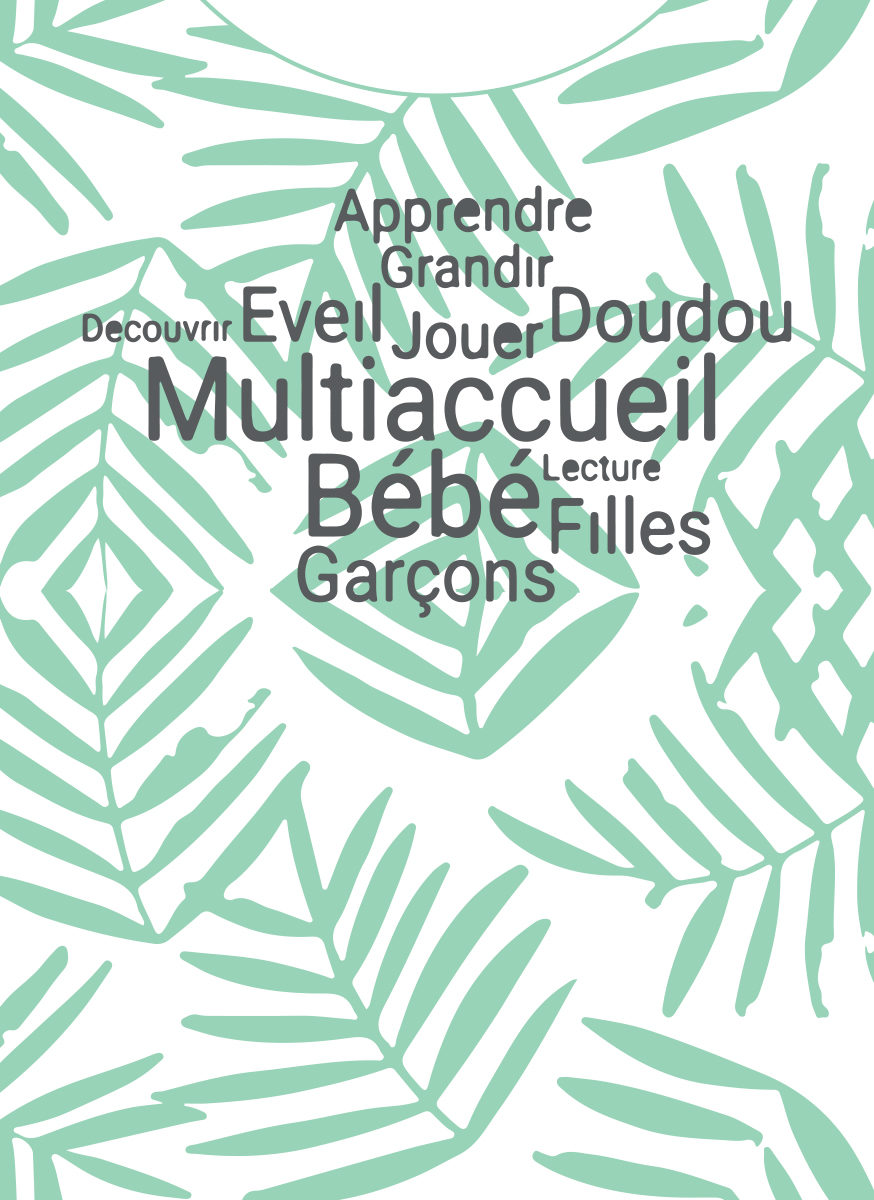 Apprendre
Grandir
Decouvrir Eveil Jouer Doudou
Multiaccueil
Bébé Lecture
Filles
Garçons